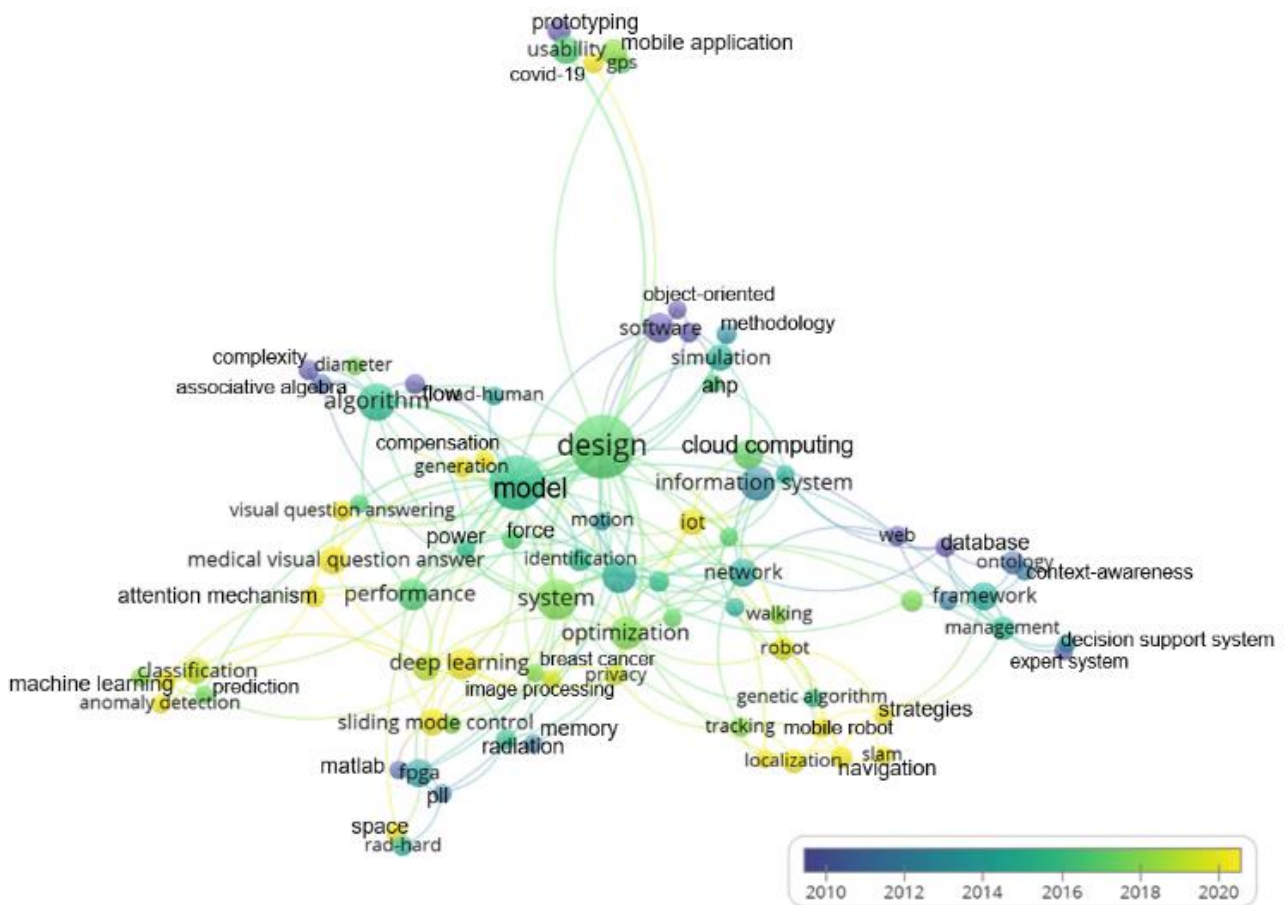 prototyping
usability
mobile application
gps
covid-19
object-oriented
software
methodology
simulation
complexity
diameter
associative algebra
ahp
algorithm
flow
rad-human
design
compensation
cloud computing
generation
information system
model
visual question answering
motion
iot
power
force
web
database
medical visual question answer
identification
ontology
network
context-awareness
attention mechanism
performance
system
framework
walking
optimization
management
decision support system
robot
expert system
classification
deep learning
breast cancer
machine learning
prediction
image processing
privacy
anomaly detection
genetic algorithm
strategies
sliding mode control
memory
tracking
mobile robot
radiation
matlab
fpga
localization
slam
navigation
pll
space
rad-hard
2010 2012 2014 2016 2018 2020